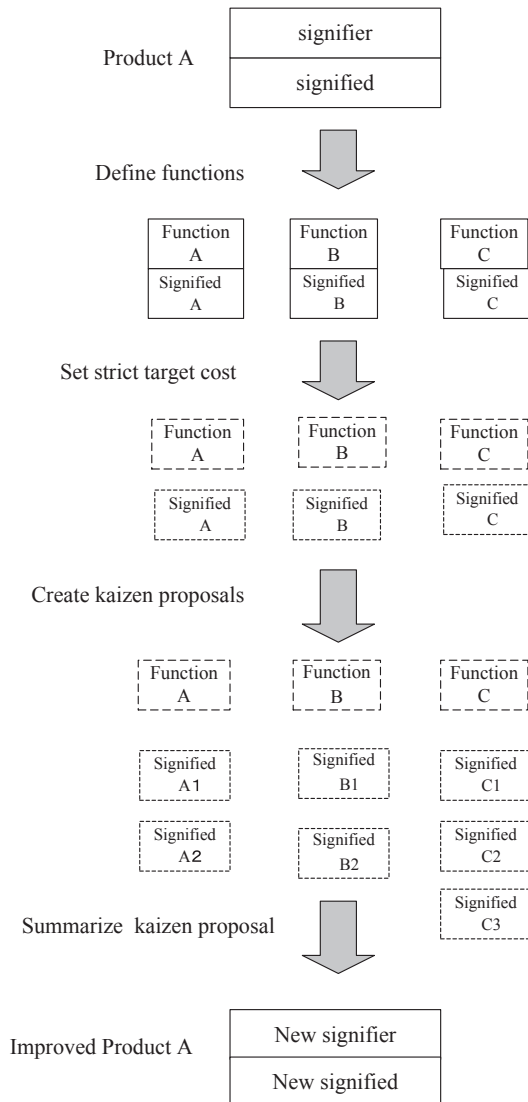 signifier
Product A
signified
Define functions
Function
A
Function
B
Function
C
Signified
A
Signified
B
Signified
C
Set strict target cost
Function
A
Function
B
Function
C
Signified
A
Signified
B
Signified
C
Create kaizen proposals
Function
A
Function
B
Function
C
Signified
A1
Signified
B1
Signified
C1
Signified
A2
Signified
B2
Signified
C2
Signified
C3
Summarize kaizen proposal
New signifier
Improved Product A
New signified